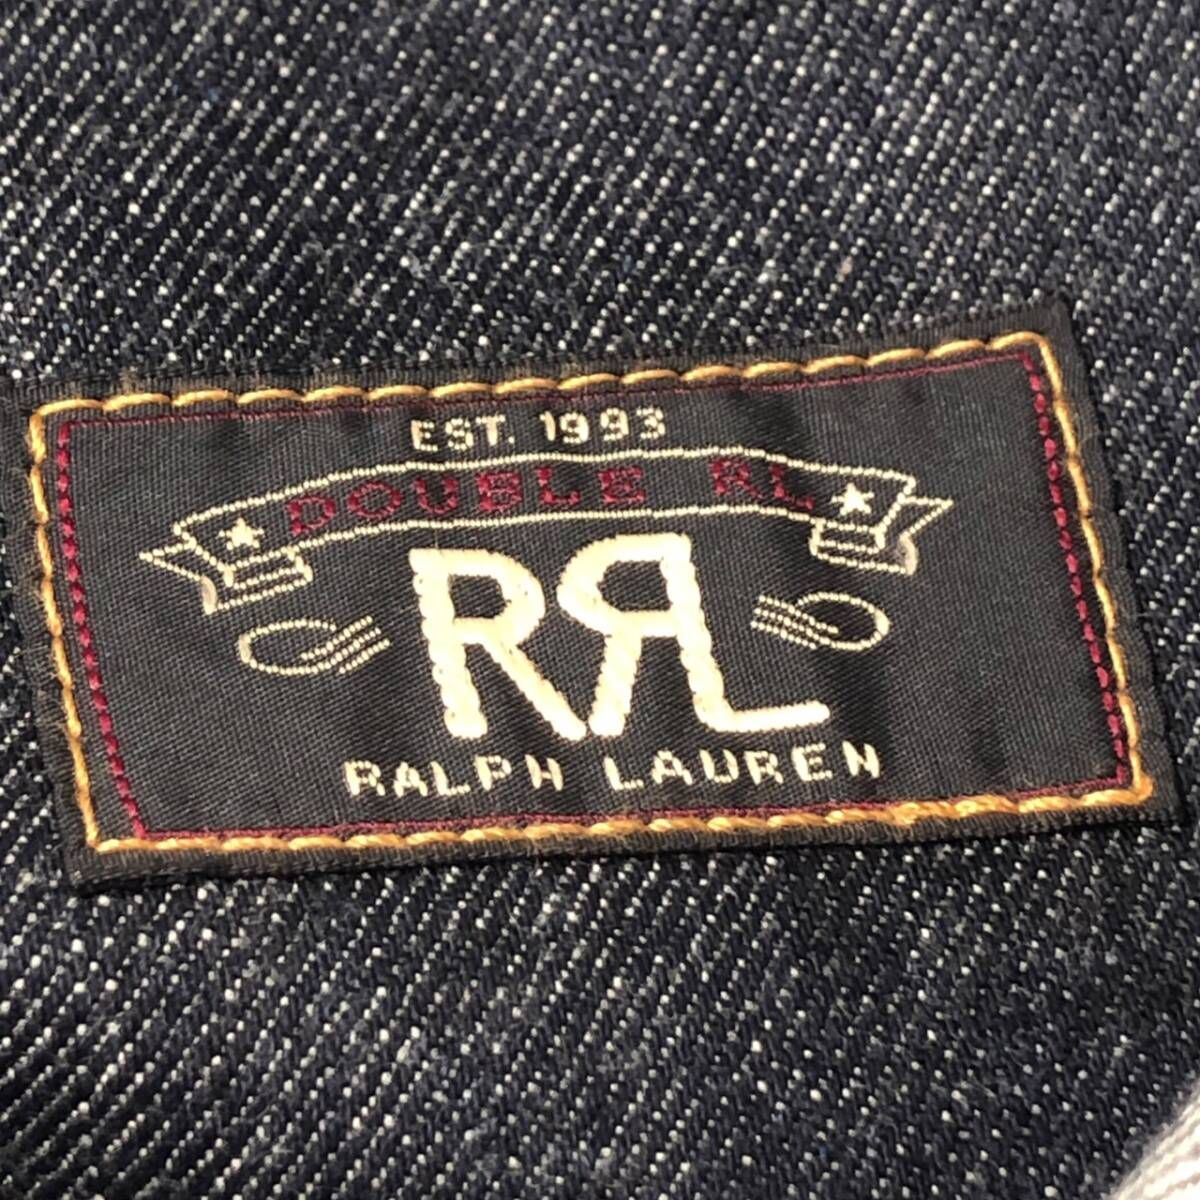 EST. 1993
DOUBLE RL
RRL
RALPH LAUREN